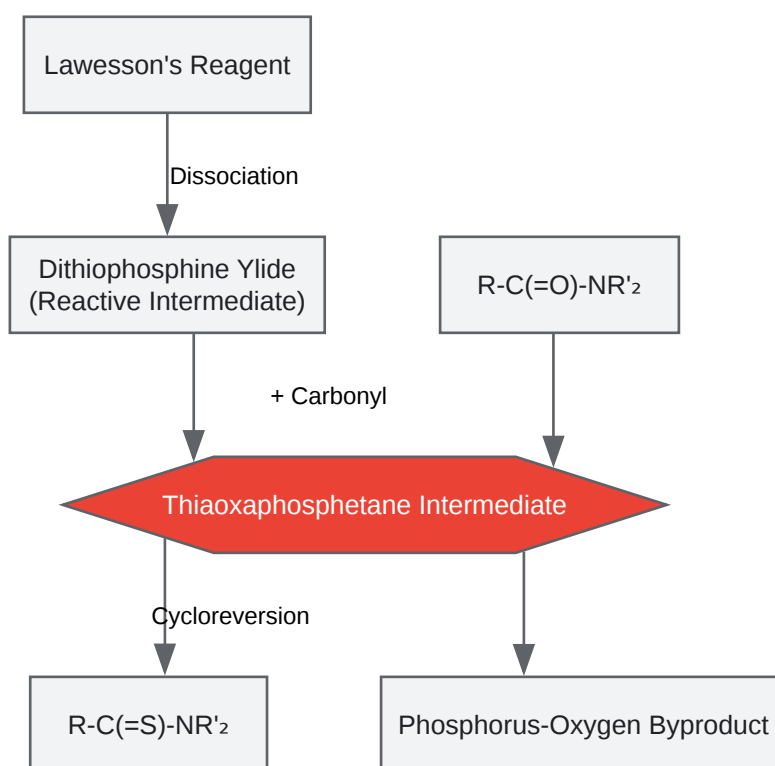 Lawesson's Reagent
Dissociation
Dithiophosphine Ylide
(Reactive Intermediate)
R-C(=O)-NR'₂
+ Carbonyl
Thiaoxaphosphetane Intermediate
Cycloreversion
R-C(=S)-NR'₂
Phosphorus-Oxygen Byproduct